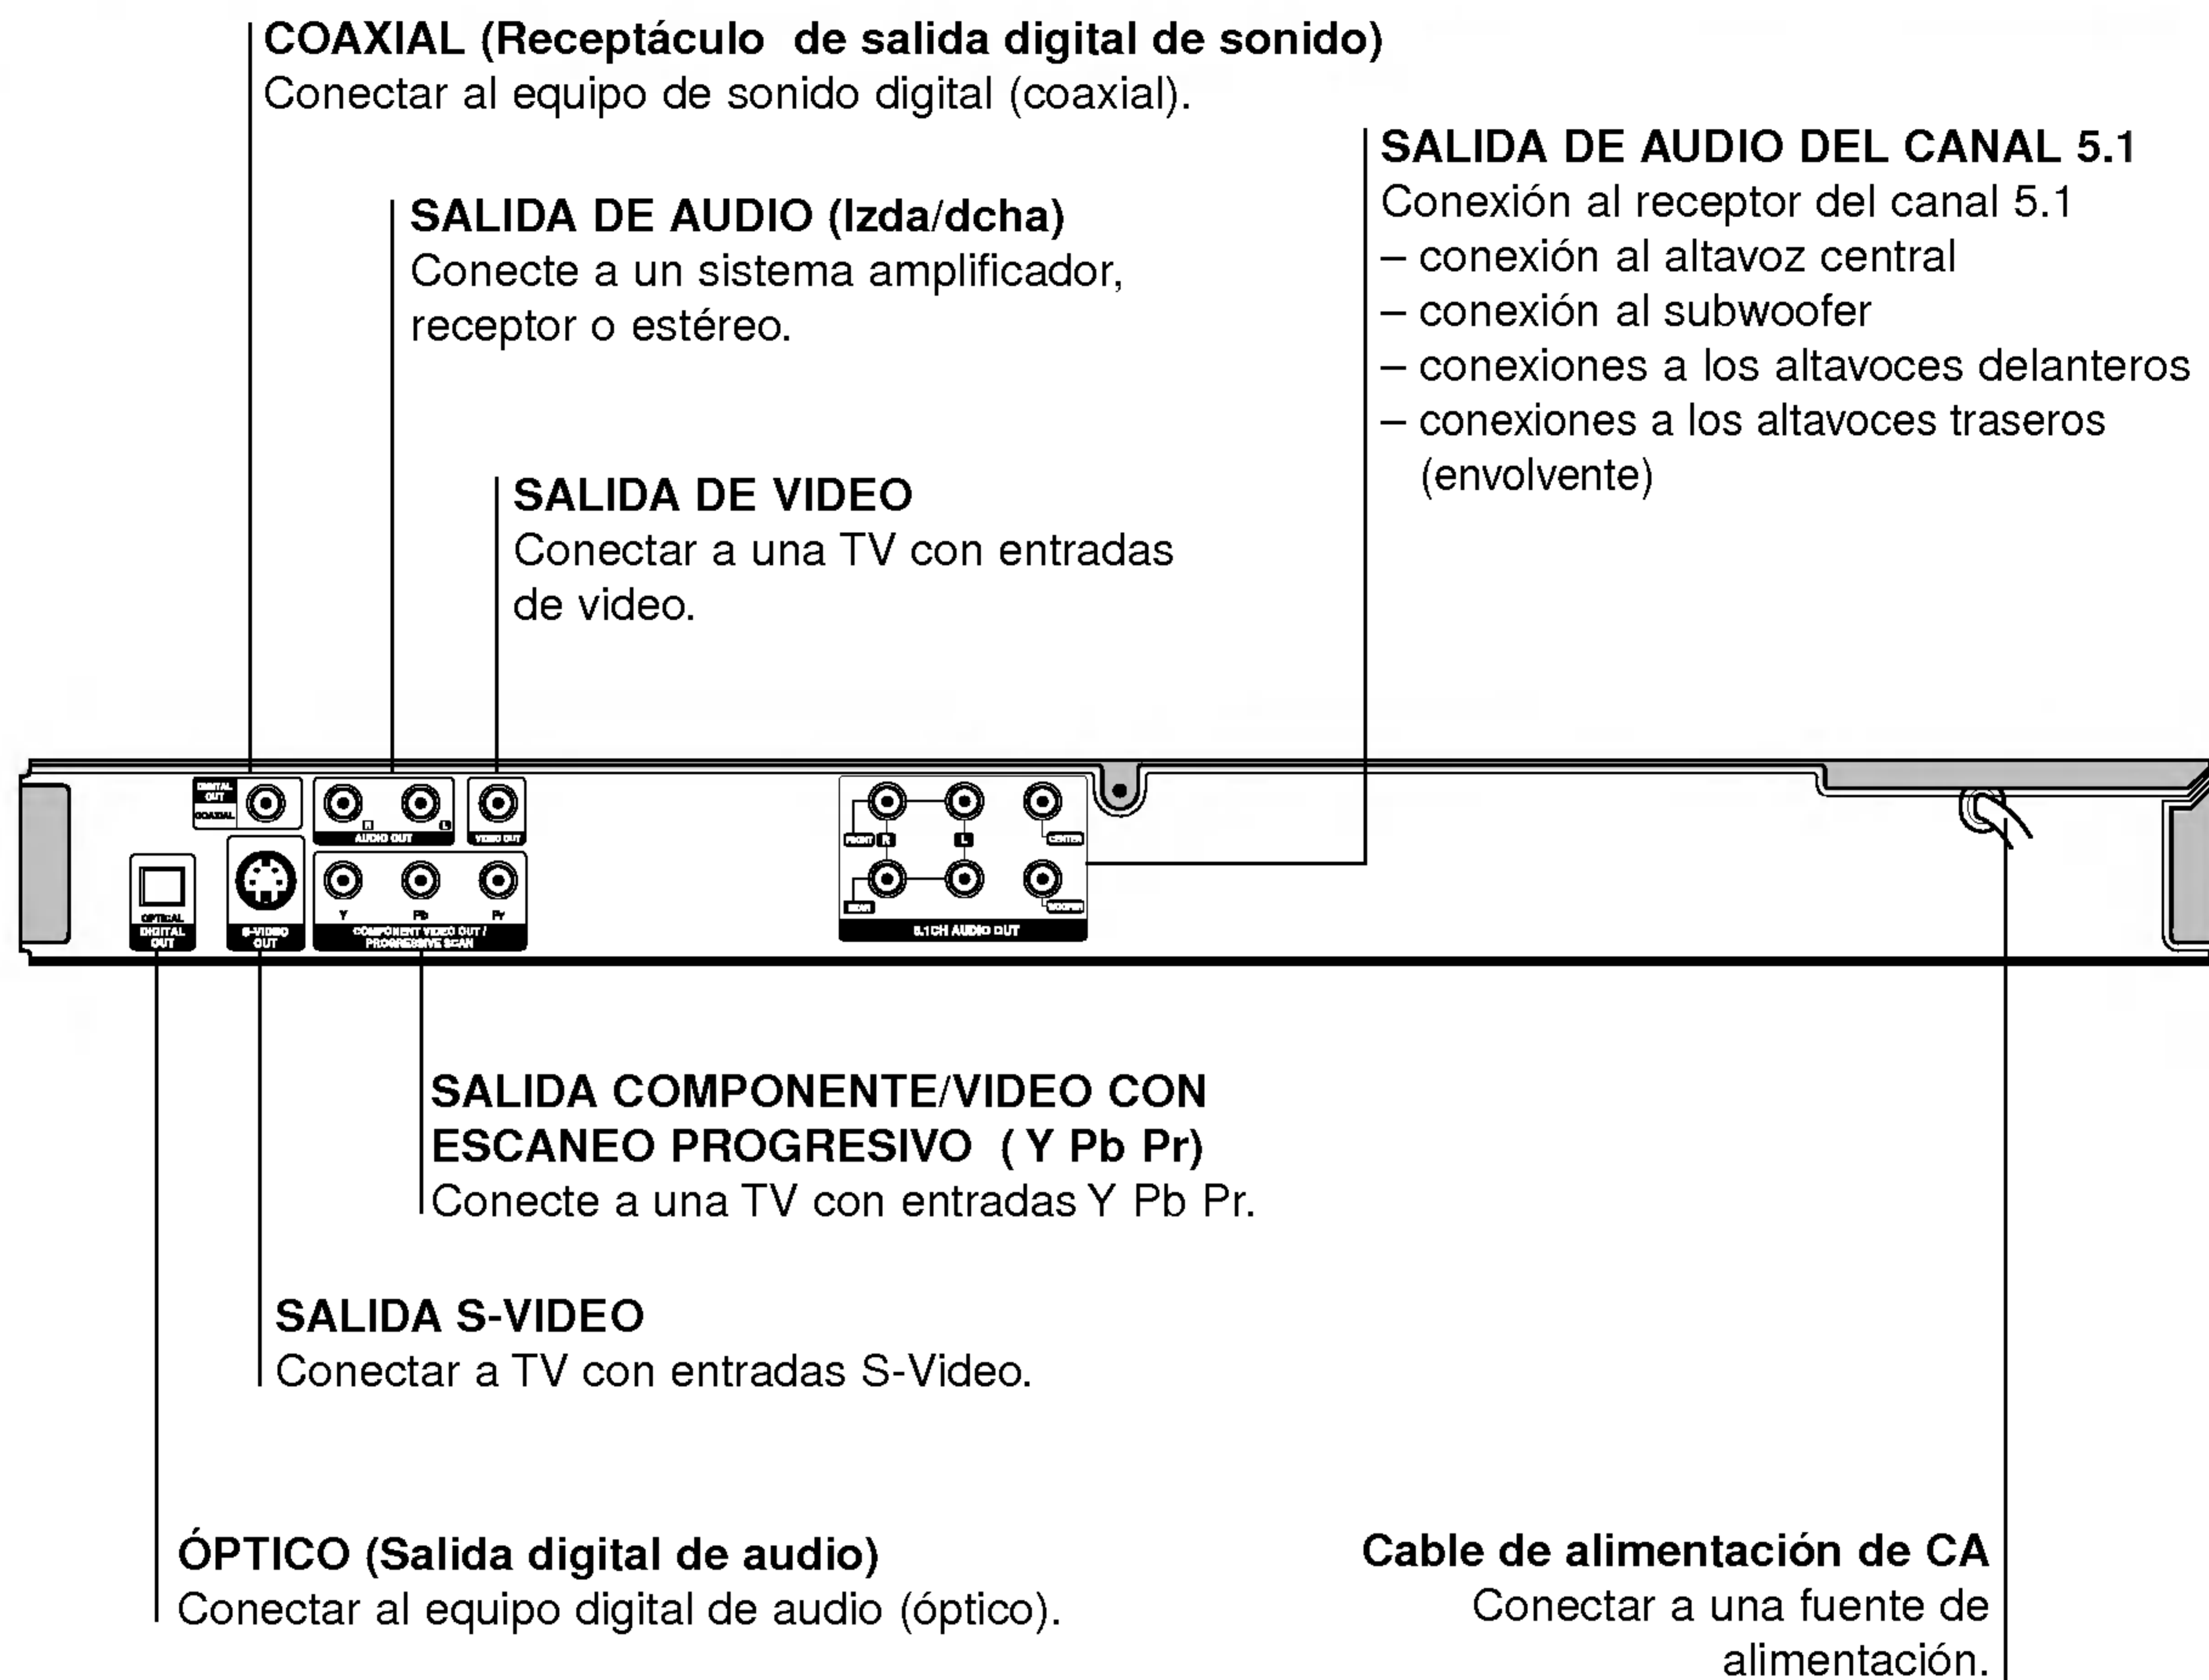 COAXIAL (Receptáculo de salida digital de sonido)
Conectar al equipo de sonido digital (coaxial).
SALIDA DE AUDIO DEL CANAL 5.1
Conexión al receptor del canal 5.1
– conexión al altavoz central
– conexión al subwoofer
– conexiones a los altavoces delanteros
– conexiones a los altavoces traseros
(envolvente)
SALIDA DE AUDIO (Izda/dcha)
Conecte a un sistema amplificador,
receptor o estéreo.
SALIDA DE VIDEO
Conectar a una TV con entradas
de video.
DIGITAL
OUT
COAXIAL
R
L
AUDIO OUT
VIDEO OUT
FRONT
R
L
CENTER
REAR
WOOFER
5.1CH AUDIO OUT
OPTICAL
DIGITAL
OUT
S-VIDEO
OUT
Y
Pb
Pr
COMPONENT VIDEO OUT /
PROGRESSIVE SCAN
SALIDA COMPONENTE/VIDEO CON
ESCANEO PROGRESIVO ( Y Pb Pr)
Conecte a una TV con entradas Y Pb Pr.
SALIDA S-VIDEO
Conectar a TV con entradas S-Video.
ÓPTICO (Salida digital de audio)
Conectar al equipo digital de audio (óptico).
Cable de alimentación de CA
Conectar a una fuente de
alimentación.